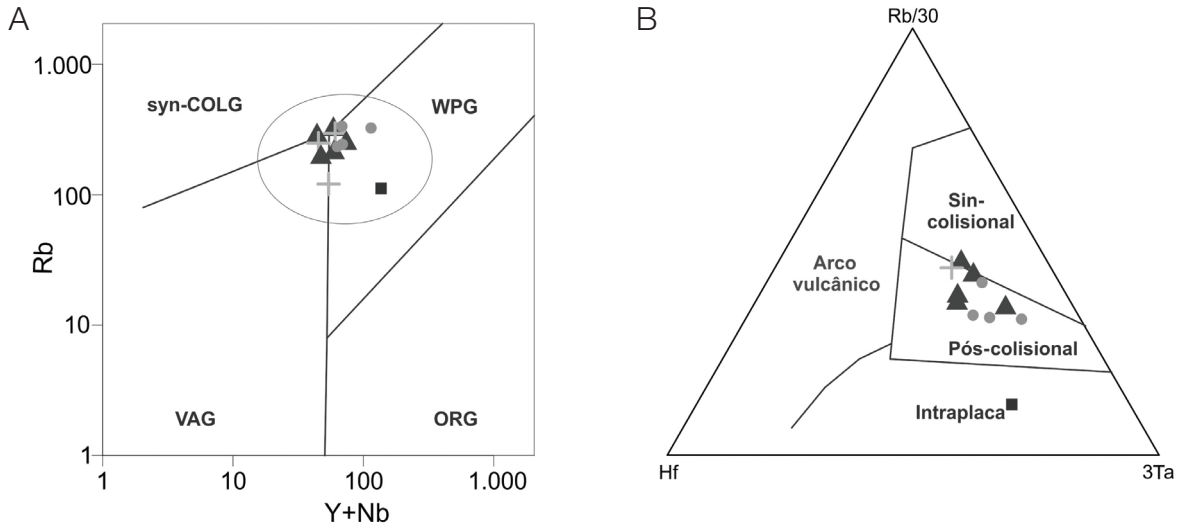 A
1.000
100
10
1
Rb
syn-COLG
WPG
VAG
ORG
1
10
100
1.000
Y+Nb
B
Rb/30
Sin-
colisional
Arco
vulcânico
Pós-colisional
Intraplaca
Hf
3Ta